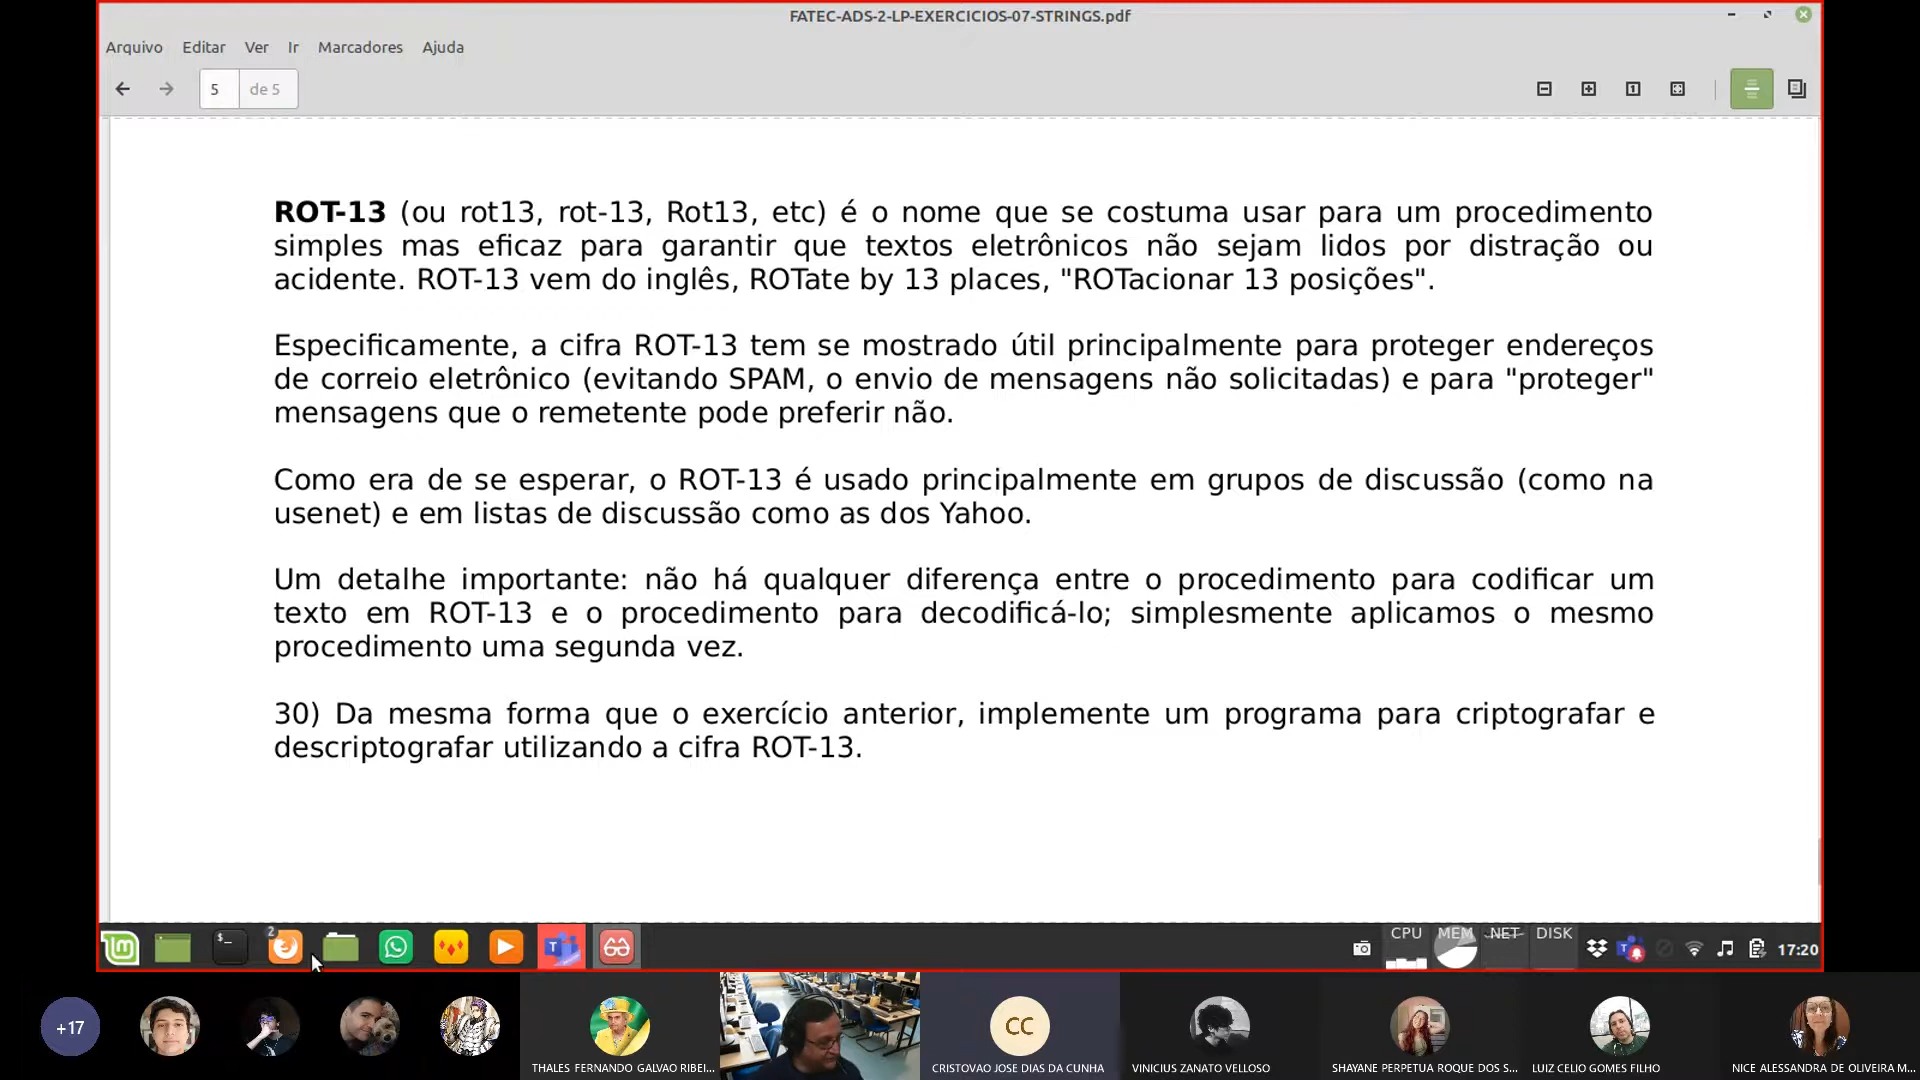 FATEC-ADS-2-LP-EXERCICIOS-07-STRINGS.pdf
Arquivo Editar Ver Ir Marcadores Ajuda
5 de 5
ROT-13 (ou rot13, rot-13, Rot13, etc) é o nome que se costuma usar para um procedimento
simples mas eficaz para garantir que textos eletrônicos não sejam lidos por distração ou
acidente. ROT-13 vem do inglês, ROTate by 13 places, "ROTacionar 13 posições".
Especificamente, a cifra ROT-13 tem se mostrado útil principalmente para proteger endereços
de correio eletrônico (evitando SPAM, o envio de mensagens não solicitadas) e para "proteger"
mensagens que o remetente pode preferir não.
Como era de se esperar, o ROT-13 é usado principalmente em grupos de discussão (como na
usenet) e em listas de discussão como as dos Yahoo.
Um detalhe importante: não há qualquer diferença entre o procedimento para codificar um
texto em ROT-13 e o procedimento para decodificá-lo; simplesmente aplicamos o mesmo
procedimento uma segunda vez.
30) Da mesma forma que o exercício anterior, implemente um programa para criptografar e
descriptografar utilizando a cifra ROT-13.
2 CPU MEM NET DISK 17:20
+17 CC
THALES FERNANDO GALVAO RIBEI... CRISTOVAO JOSE DIAS DA CUNHA VINICIUS ZANATO VELLOSO SHAYANE PERPETUA ROQUE DOS S... LUIZ CELIO GOMES FILHO NICE ALESSANDRA DE OLIVEIRA M...